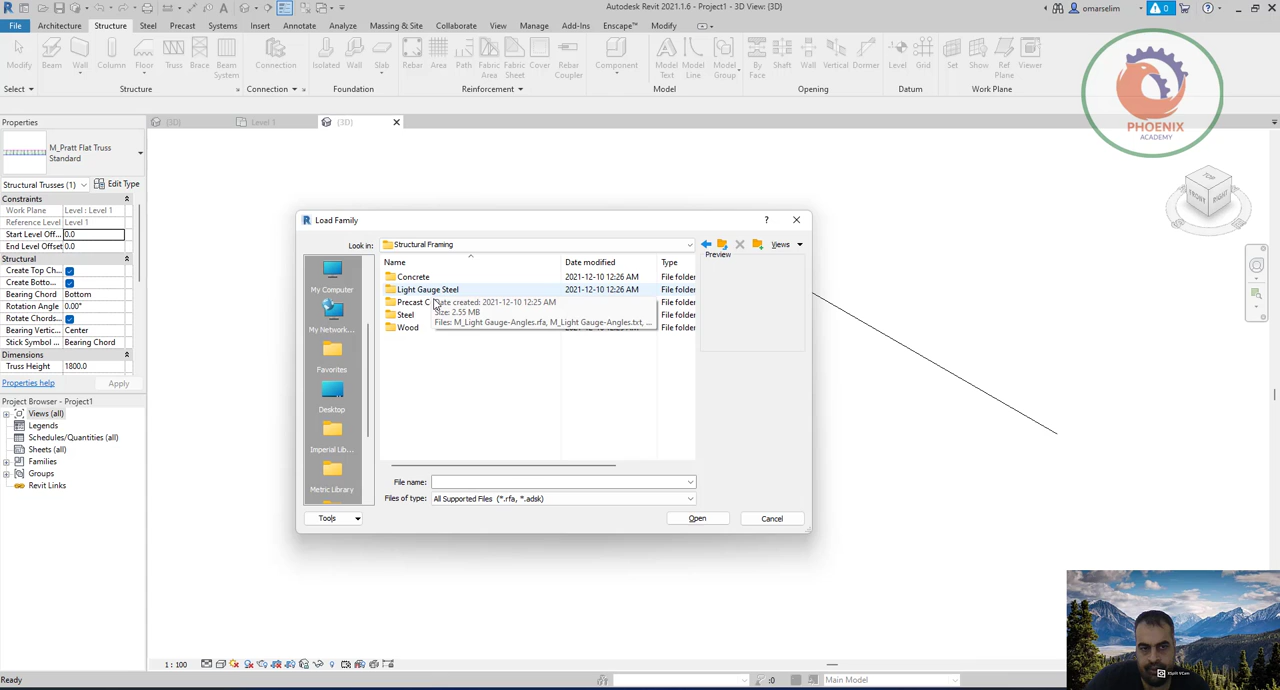 Autodesk Revit 2021.1.6 - Project1 - 3D View: {3D}
omarselim
0
File Architecture Structure Steel Precast Systems Insert Annotate Analyze Massing & Site Collaborate View Manage Add-Ins Enscape™ Modify
Modify Beam Wall Column Floor Truss Brace Beam System Connection Isolated Wall Slab Rebar Area Path Fabric Area Fabric Sheet Cover Rebar Coupler Component Model Text Model Line Model Group By Face Shaft Wall Vertical Dormer Level Grid Set Show Ref Plane Viewer
Select Structure Connection Foundation Reinforcement Model Opening Datum Work Plane
PHOENIX
ACADEMY
Properties
{3D} Level 1 {3D}
M_Pratt Flat Truss
Standard
Structural Trusses (1) Edit Type
Constraints
Work Plane Level : Level 1
Reference Level Level 1
Start Level Off... 0.0
End Level Offset 0.0
Structural
Create Top Ch...
Create Botto...
Bearing Chord Bottom
Rotation Angle 0.00°
Rotate Chords...
Bearing Vertic... Center
Stick Symbol ... Bearing Chord
Dimensions
Truss Height 1800.0
Properties help Apply
Project Browser - Project1
Views (all)
Legends
Schedules/Quantities (all)
Sheets (all)
Families
Groups
Revit Links
Load Family
?
Look in: Structural Framing Views
Name Date modified Type
Preview
Concrete 2021-12-10 12:26 AM File folder
Light Gauge Steel 2021-12-10 12:26 AM File folder
Precast C File folder
Steel File folder
Wood File folder
Date created: 2021-12-10 12:25 AM
Size: 2.55 MB
Files: M_Light Gauge-Angles.rfa, M_Light Gauge-Angles.txt, ...
My Computer
My Network...
Favorites
Desktop
Imperial Lib...
Metric Library
File name:
Files of type: All Supported Files (*.rfa, *.adsk)
Tools Open Cancel
TOP
FRONT
RIGHT
1 : 100
Ready
:0
Main Model
XSplit VCam